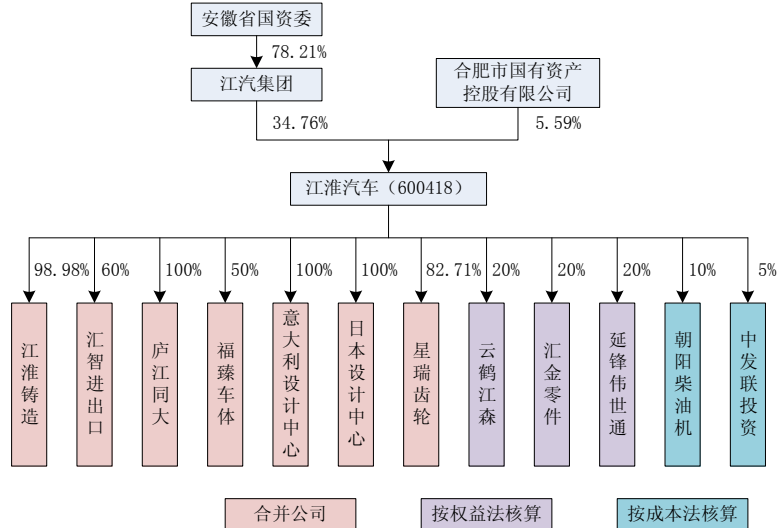 安徽省国资委
78.21%
江汽集团
合肥市国有资产
控股有限公司
34.76%
5.59%
江淮汽车（600418）
98.98%
60%
100%
50%
100%
100%
82.71%
20%
20%
20%
10%
5%
江淮铸造
汇智进出口
庐江同大
福臻车体
意大利设计中心
日本设计中心
星瑞齿轮
云鹤江森
汇金零件
延锋伟世通
朝阳柴油机
中发联投资
合并公司
按权益法核算
按成本法核算